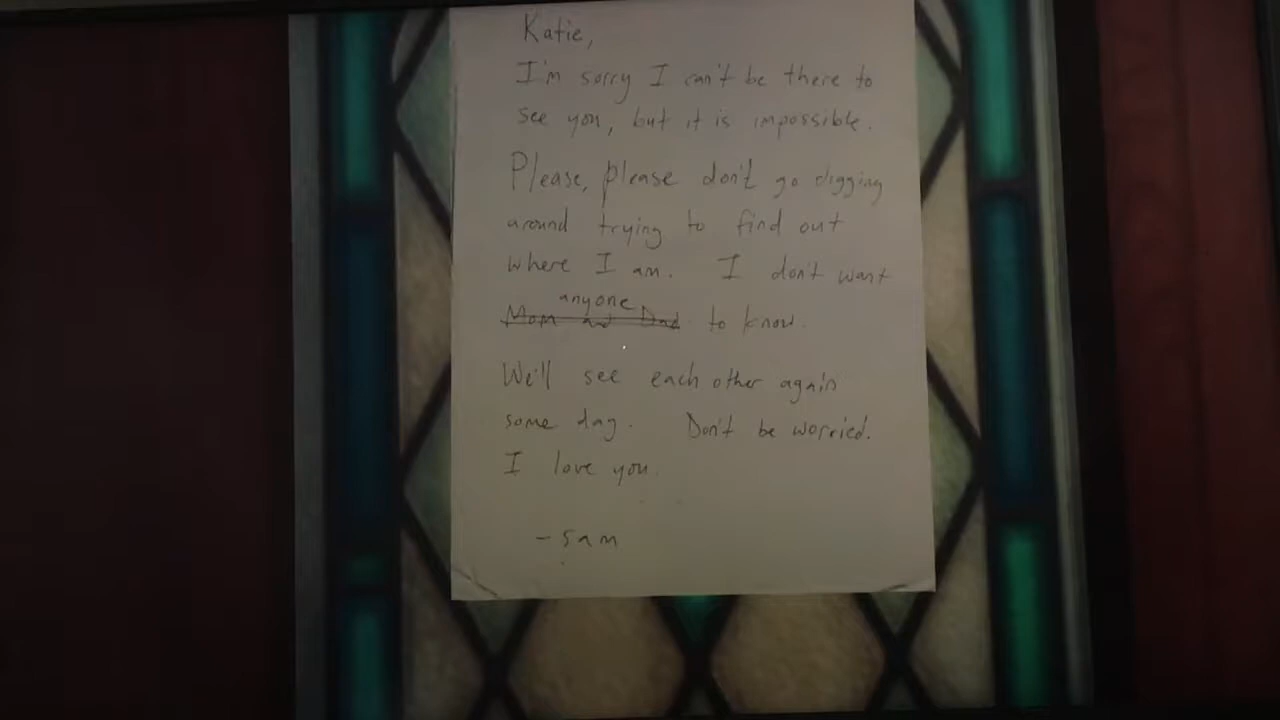 Katie,
I'm sorry I can't be there to
see you, but it is impossible.
Please, please don't go digging
around trying to find out
where I am. I don't want
anyone
Mom and Dad to know.
We'll see each other again
some day. Don't be worried.
I love you.
- Sam